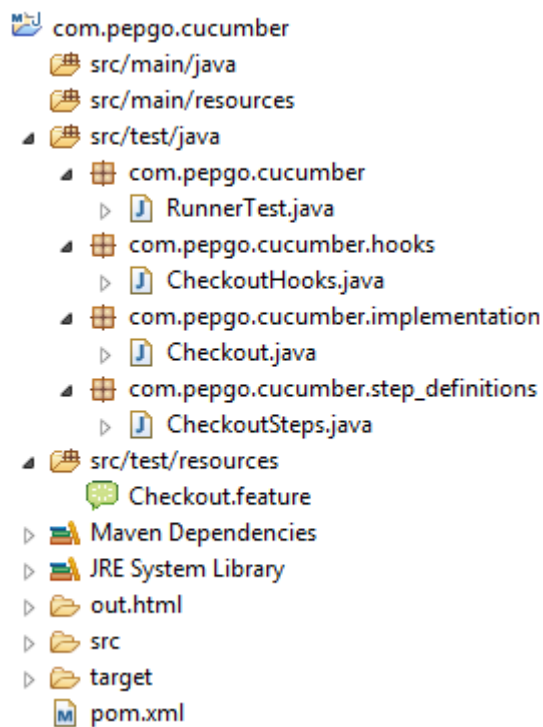 com.pepgo.cucumber
src/main/java
src/main/resources
src/test/java
com.pepgo.cucumber
RunnerTest.java
com.pepgo.cucumber.hooks
CheckoutHooks.java
com.pepgo.cucumber.implementation
Checkout.java
com.pepgo.cucumber.step_definitions
CheckoutSteps.java
src/test/resources
Checkout.feature
Maven Dependencies
JRE System Library
out.html
src
target
pom.xml